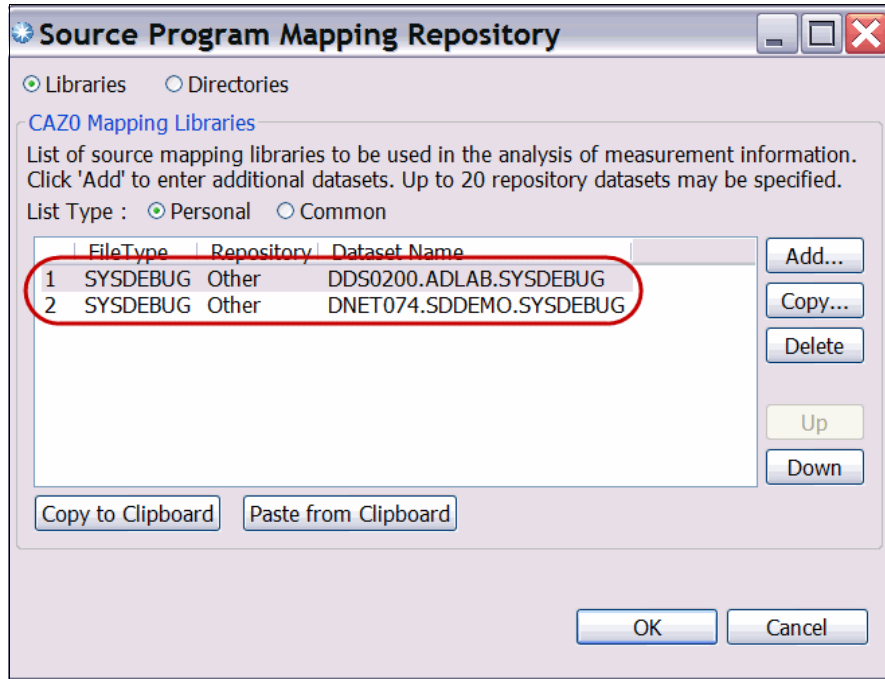 Source Program Mapping Repository
Libraries Directories
CAZ0 Mapping Libraries
List of source mapping libraries to be used in the analysis of measurement information.
Click 'Add' to enter additional datasets. Up to 20 repository datasets may be specified.
List Type : Personal Common
FileType Repository Dataset Name
1 SYSDEBUG Other DDS0200.ADLAB.SYSDEBUG
2 SYSDEBUG Other DNET074.SDDEMO.SYSDEBUG
Add...
Copy...
Delete
Up
Down
Copy to Clipboard Paste from Clipboard
OK Cancel